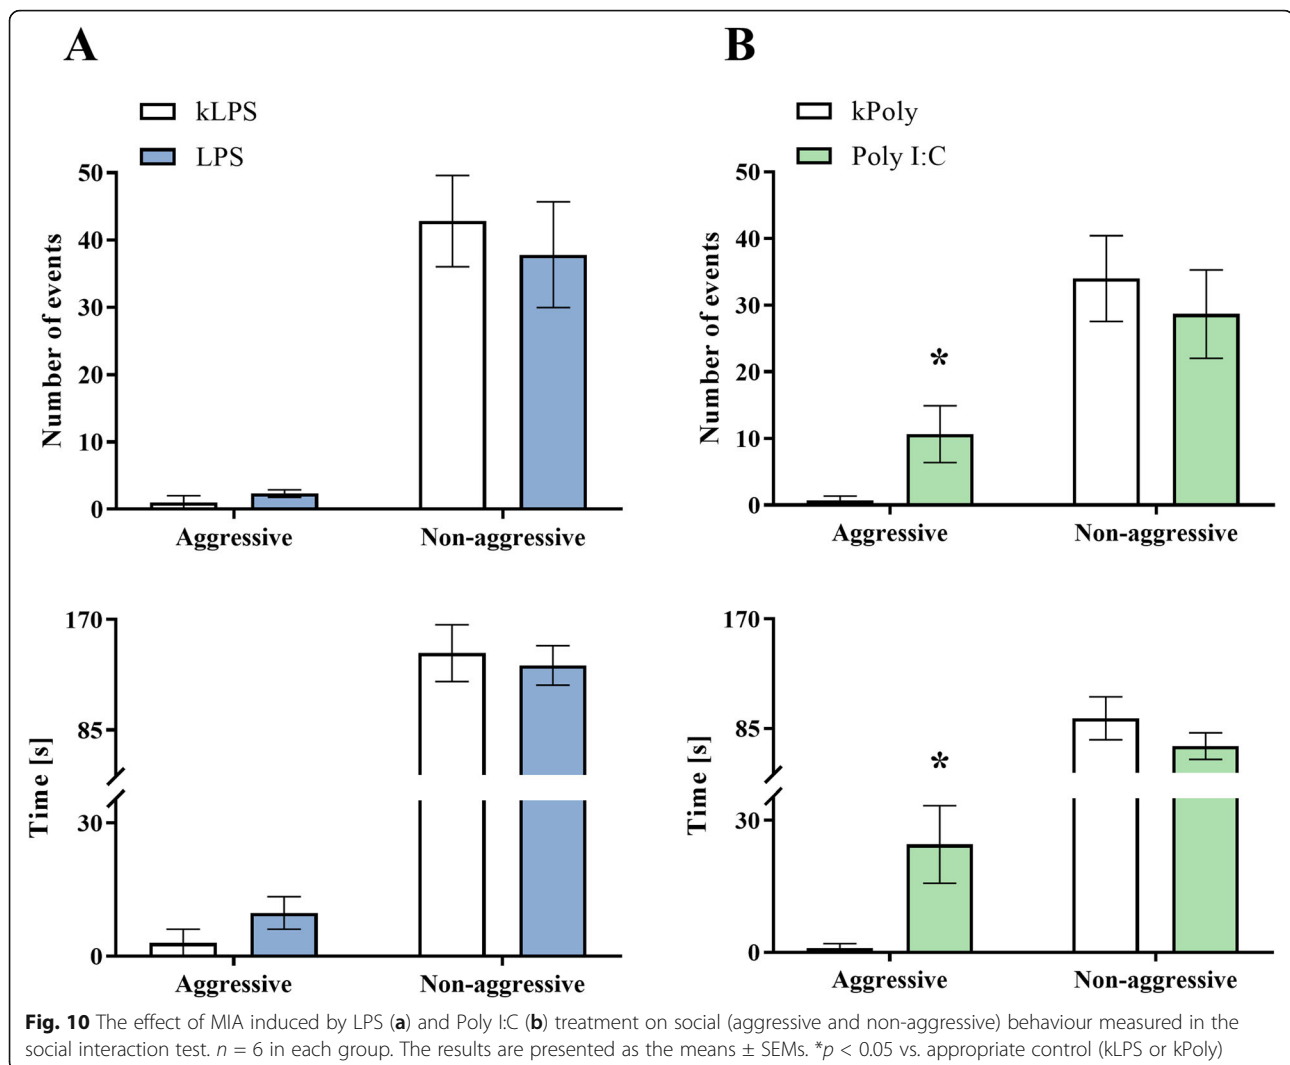 A
kLPS
LPS
Number of events
50
40
30
20
10
0
Aggressive
Non-aggressive
Time [s]
170
85
30
0
Aggressive
Non-aggressive
B
kPoly
Poly I:C
Number of events
50
40
30
20
10
0
*
Aggressive
Non-aggressive
Time [s]
170
85
30
0
*
Aggressive
Non-aggressive
Fig. 10 The effect of MIA induced by LPS (a) and Poly I:C (b) treatment on social (aggressive and non-aggressive) behaviour measured in the
social interaction test. n = 6 in each group. The results are presented as the means ± SEMs. *p < 0.05 vs. appropriate control (kLPS or kPoly)